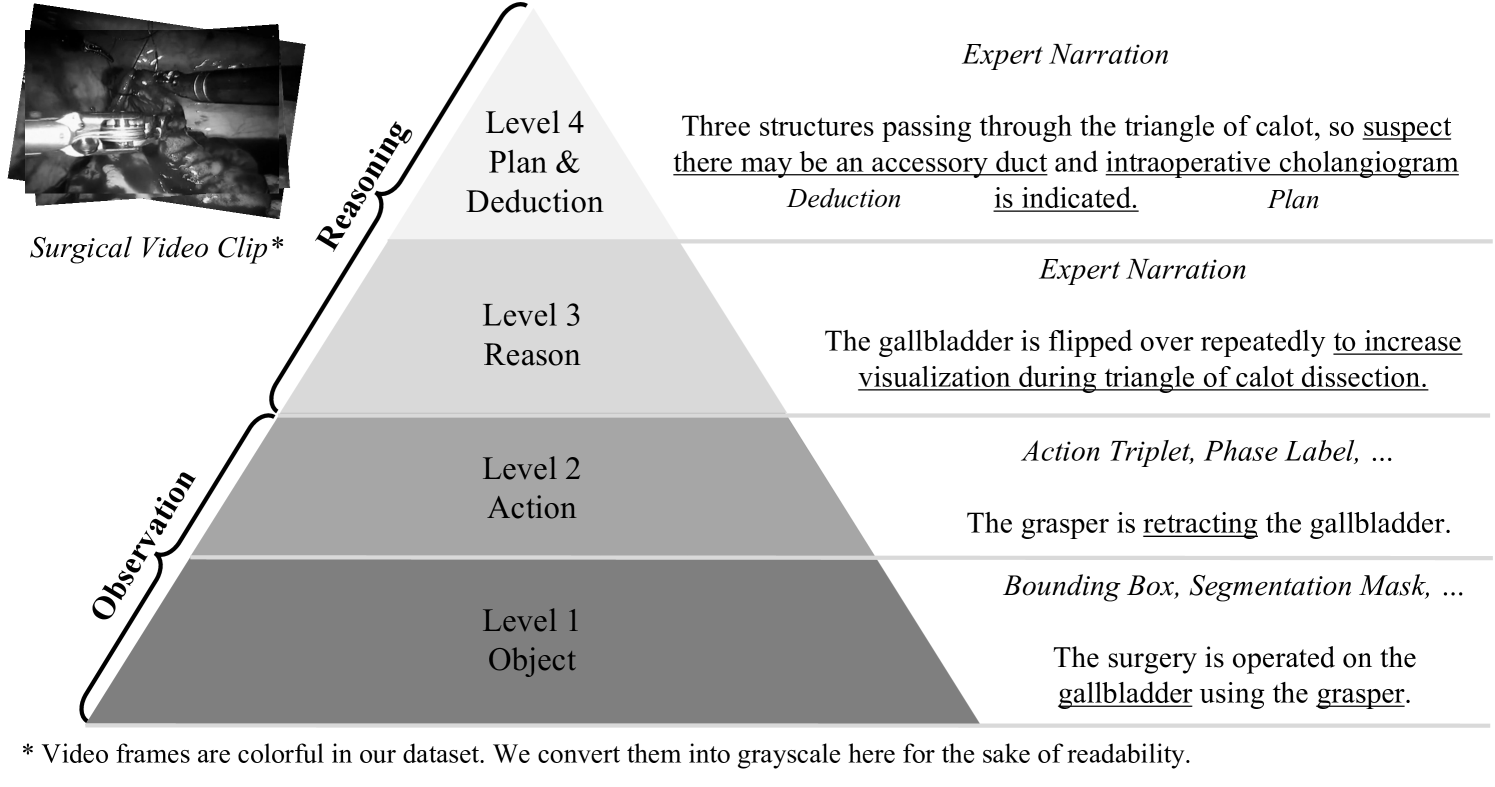 Surgical Video Clip*
Reasoning
Observation
Level 4
Plan &
Deduction
Expert Narration
Three structures passing through the triangle of calot, so suspect
there may be an accessory duct and intraoperative cholangiogram
is indicated.
Deduction
Plan
Level 3
Reason
Expert Narration
The gallbladder is flipped over repeatedly to increase
visualization during triangle of calot dissection.
Level 2
Action
Action Triplet, Phase Label, ...
The grasper is retracting the gallbladder.
Level 1
Object
Bounding Box, Segmentation Mask, ...
The surgery is operated on the
gallbladder using the grasper.
* Video frames are colorful in our dataset. We convert them into grayscale here for the sake of readability.